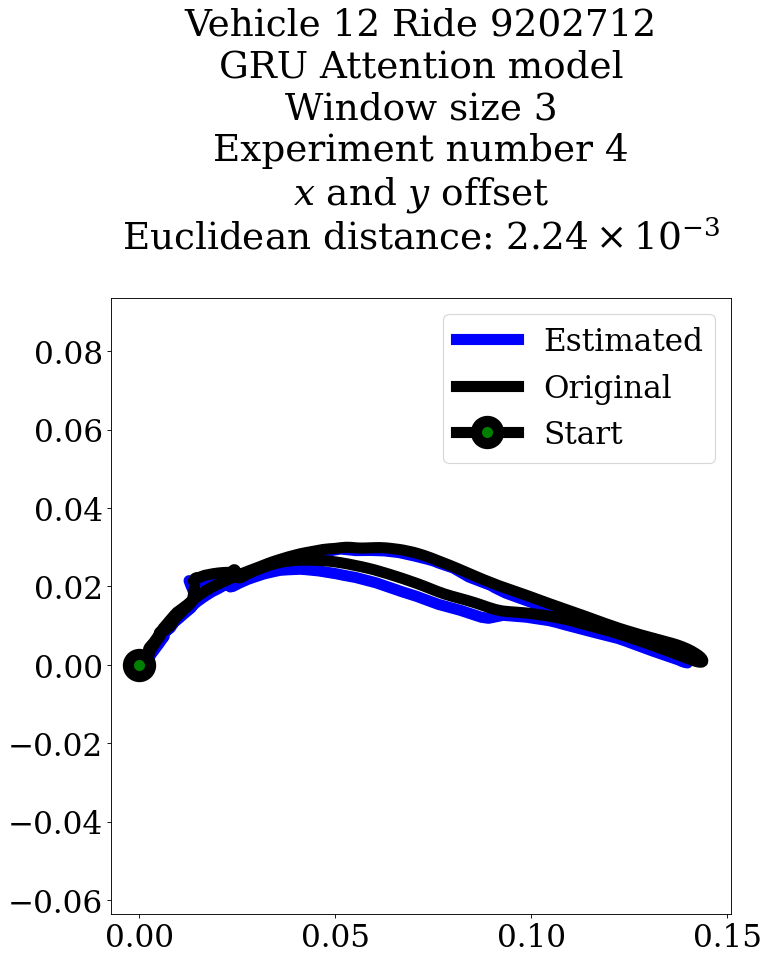 Vehicle 12 Ride 9202712
GRU Attention model
Window size 3
Experiment number 4
x and y offset
Euclidean distance: 2.24 × 10⁻³
Estimated
Original
Start
0.08
0.06
0.04
0.02
0.00
−0.02
−0.04
−0.06
0.00 0.05 0.10 0.15